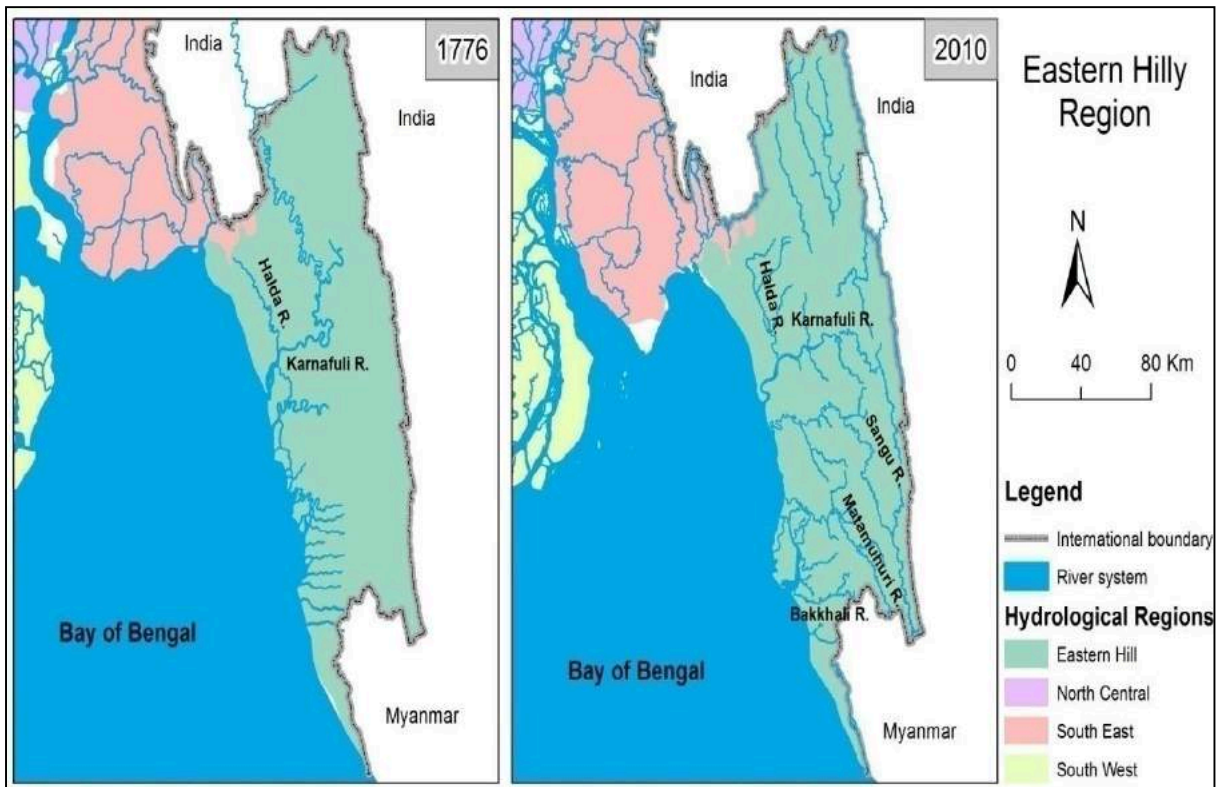 India
1776
India
Halda R.
Karnafuli R.
Bay of Bengal
Myanmar
India
2010
India
Halda R.
Karnafuli R.
Sangu R.
Matamuhuri R.
Bakkhali R.
Bay of Bengal
Myanmar
Eastern Hilly
Region
N
0 40 80 Km
Legend
International boundary
River system
Hydrological Regions
Eastern Hill
North Central
South East
South West